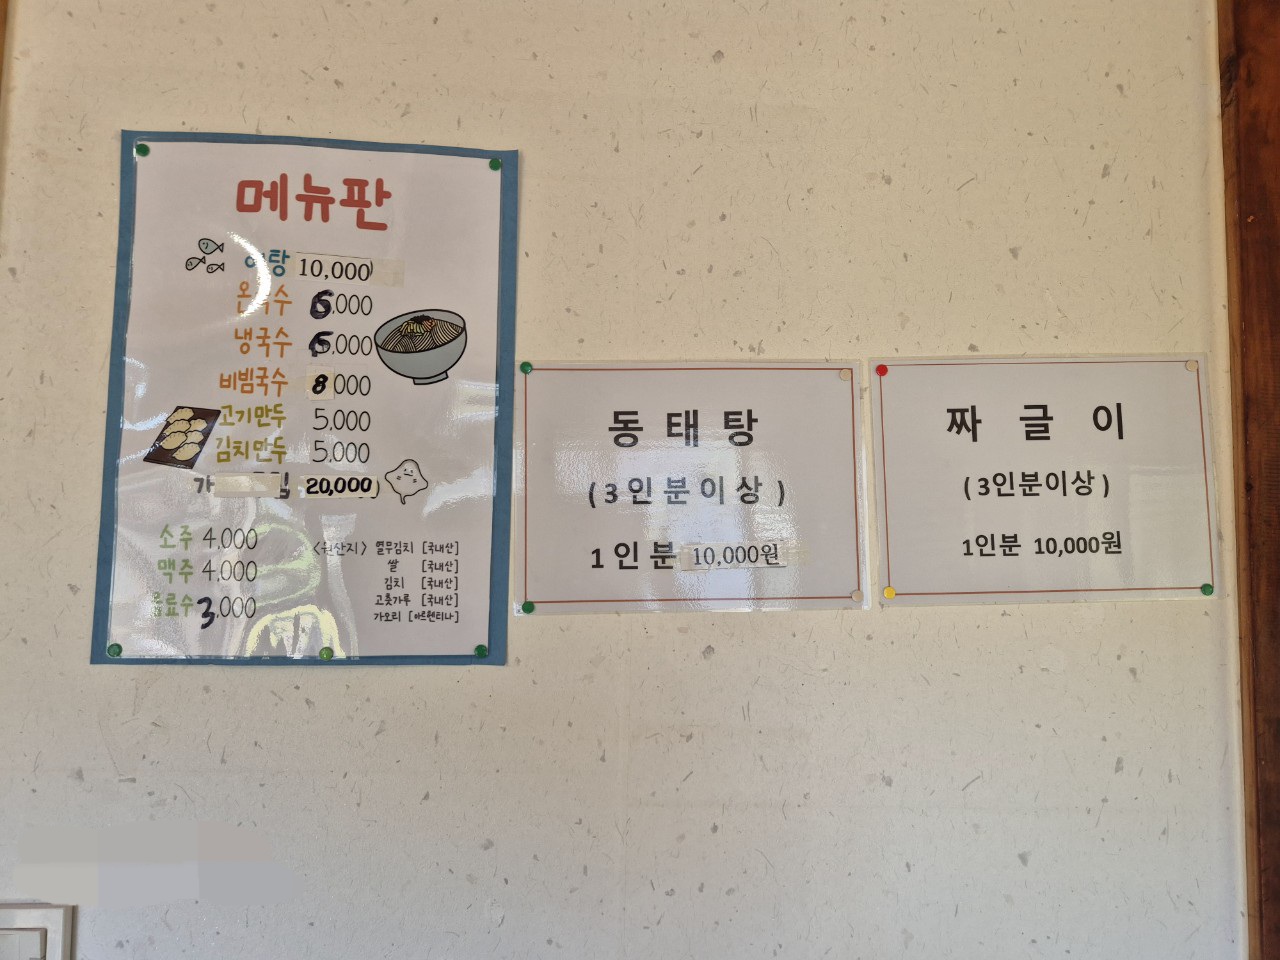 메뉴판
10,000
온국수 6,000
냉국수 6,000
비빔국수 8,000
고기만두 5,000
김치만두 5,000
20,000
소주 4,000
맥주 4,000
음료수 3,000
<원산지> 열무김치 [국내산]
쌀 [국내산]
김치 [국내산]
고춧가루 [국내산]
가오리 [아르헨티나]
동태탕
(3인분이상)
1인분 10,000원
짜글이
(3인분이상)
1인분 10,000원